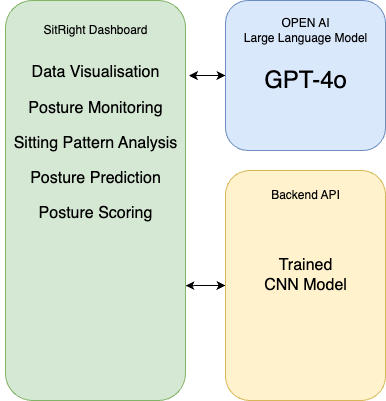 SitRight Dashboard
Data Visualisation
Posture Monitoring
Sitting Pattern Analysis
Posture Prediction
Posture Scoring
OPEN AI
Large Language Model
GPT-4o
Backend API
Trained
CNN Model